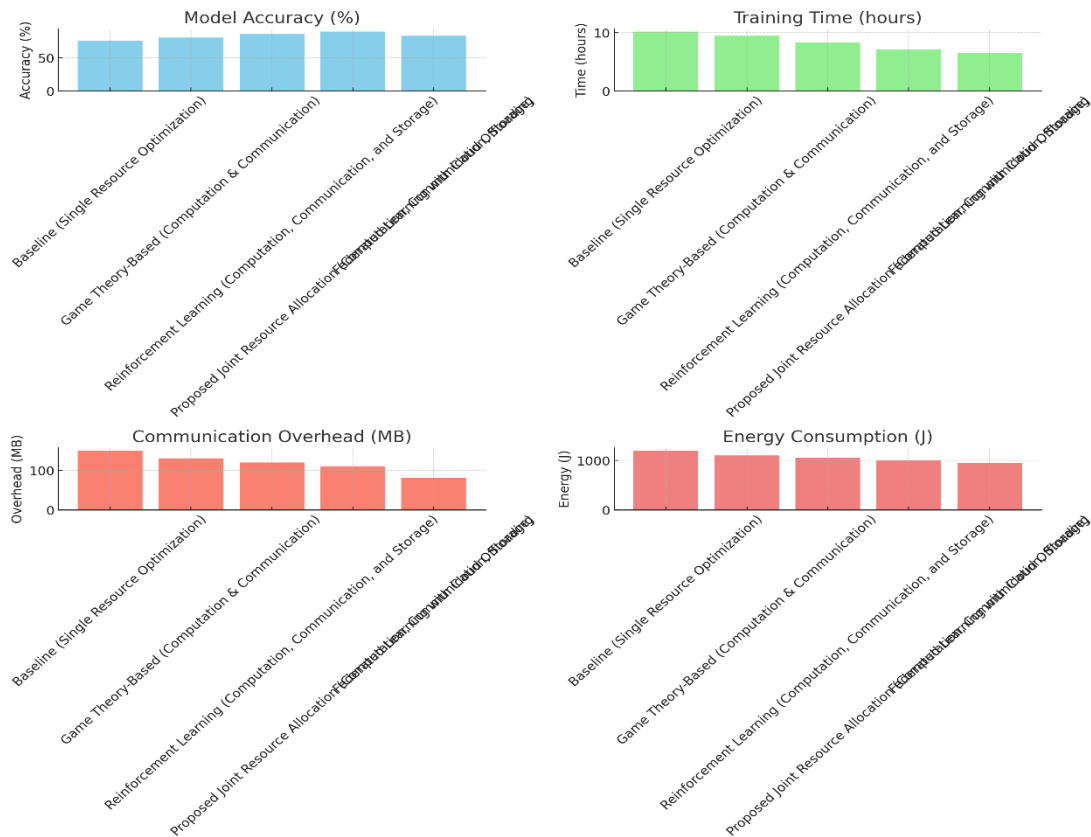 Model Accuracy (%)
Accuracy (%)
50
0
Baseline (Single Resource Optimization)
Game Theory-Based (Computation & Communication)
Reinforcement Learning (Computation, Communication, and Storage)
Proposed Joint Resource Allocation
Training Time (hours)
Time (hours)
10
0
Baseline (Single Resource Optimization)
Game Theory-Based (Computation & Communication)
Reinforcement Learning (Computation, Communication, and Storage)
Proposed Joint Resource Allocation
Communication Overhead (MB)
Overhead (MB)
100
0
Baseline (Single Resource Optimization)
Game Theory-Based (Computation & Communication)
Reinforcement Learning (Computation, Communication, and Storage)
Proposed Joint Resource Allocation
Energy Consumption (J)
Energy (J)
1000
0
Baseline (Single Resource Optimization)
Game Theory-Based (Computation & Communication)
Reinforcement Learning (Computation, Communication, and Storage)
Proposed Joint Resource Allocation